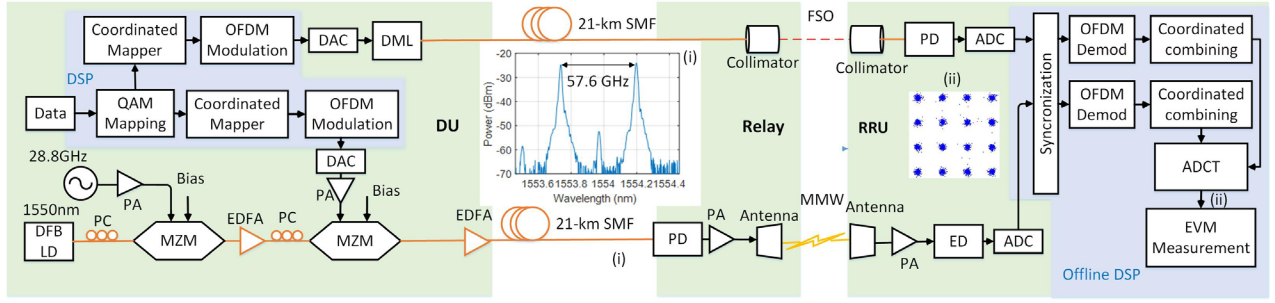 Coordinated
Mapper
OFDM
Modulation
DAC
DML
21-km SMF
FSO
Collimator
Collimator
PD
ADC
Syncronization
OFDM
Demod
Coordinated
combining
DSP
Data
QAM
Mapping
Coordinated
Mapper
OFDM
Modulation
DU
(i)
-20
-30
-40
-50
-60
-70
Power (dBm)
57.6 GHz
1553.6
1553.8
1554
1554.2
1554.4
Wavelength (nm)
Relay
RRU
(ii)
OFDM
Demod
Coordinated
combining
ADCT
(ii)
EVM
Measurement
Offline DSP
28.8GHz
PA
Bias
DAC
PA
Bias
1550nm
DFB
LD
PC
MZM
EDFA
PC
MZM
EDFA
21-km SMF
(i)
PD
PA
Antenna
MMW
Antenna
PA
ED
ADC